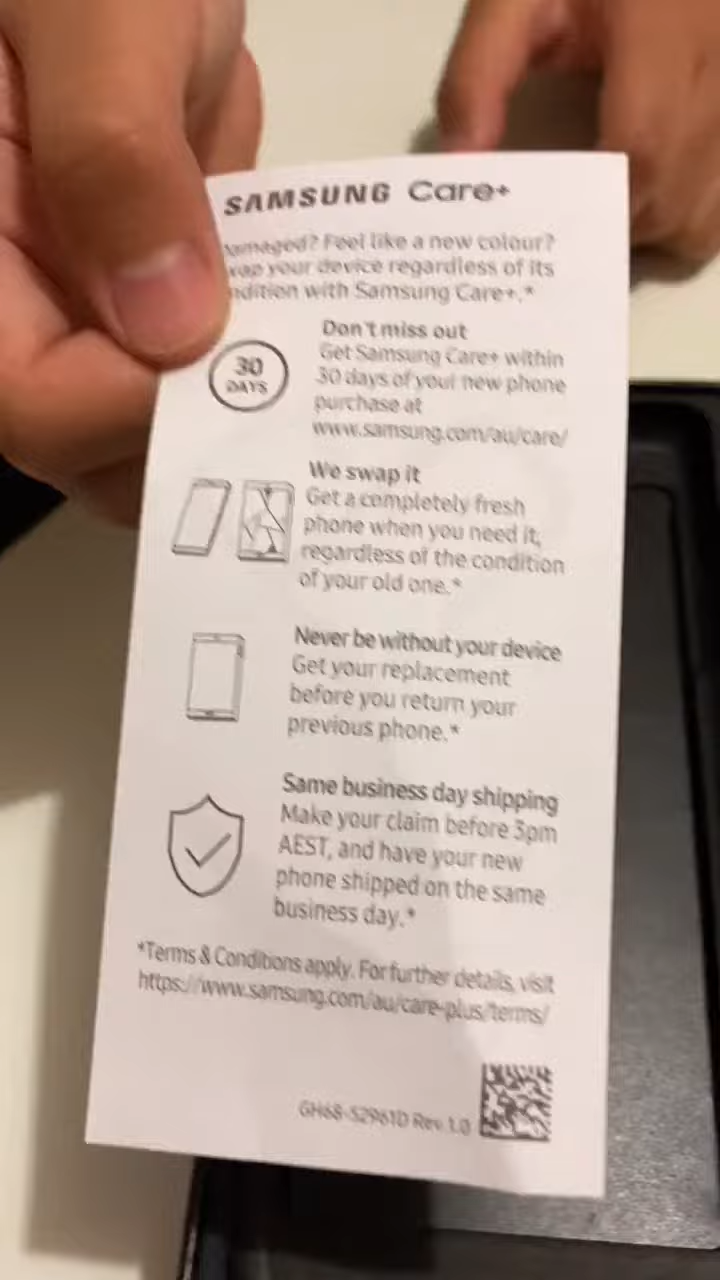 SAMSUNG Care+
amaged? Feel like a new colour?
wap your device regardless of its
ndition with Samsung Care+.*
30
DAYS
Don't miss out
Get Samsung Care+ within
30 days of your new phone
purchase at
www.samsung.com/au/care/
We swap it
Get a completely fresh
phone when you need it,
regardless of the condition
of your old one.*
Never be without your device
Get your replacement
before you return your
previous phone.*
Same business day shipping
Make your claim before 3pm
AEST, and have your new
phone shipped on the same
business day.*
*Terms & Conditions apply. For further details, visit
https://www.samsung.com/au/care-plus/terms/
GH68-52961D Rev 1.0